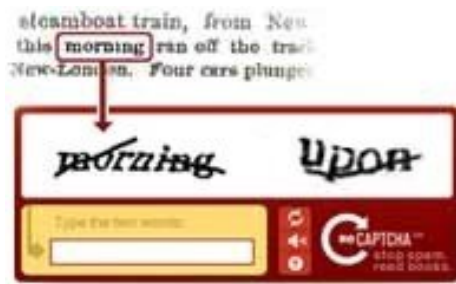 steamboat train, from New
this morning ran off the track
New-London. Four cars plunged
morning upon
Type the two words:
reCAPTCHA™
stop spam.
read books.